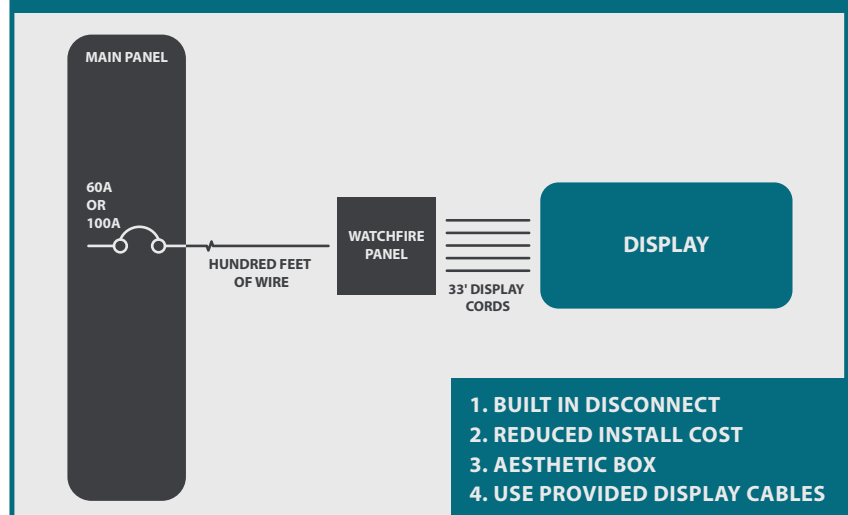 MAIN PANEL
60A
OR
100A
HUNDRED FEET
OF WIRE
WATCHFIRE
PANEL
33' DISPLAY
CORDS
DISPLAY
1. BUILT IN DISCONNECT
2. REDUCED INSTALL COST
3. AESTHETIC BOX
4. USE PROVIDED DISPLAY CABLES